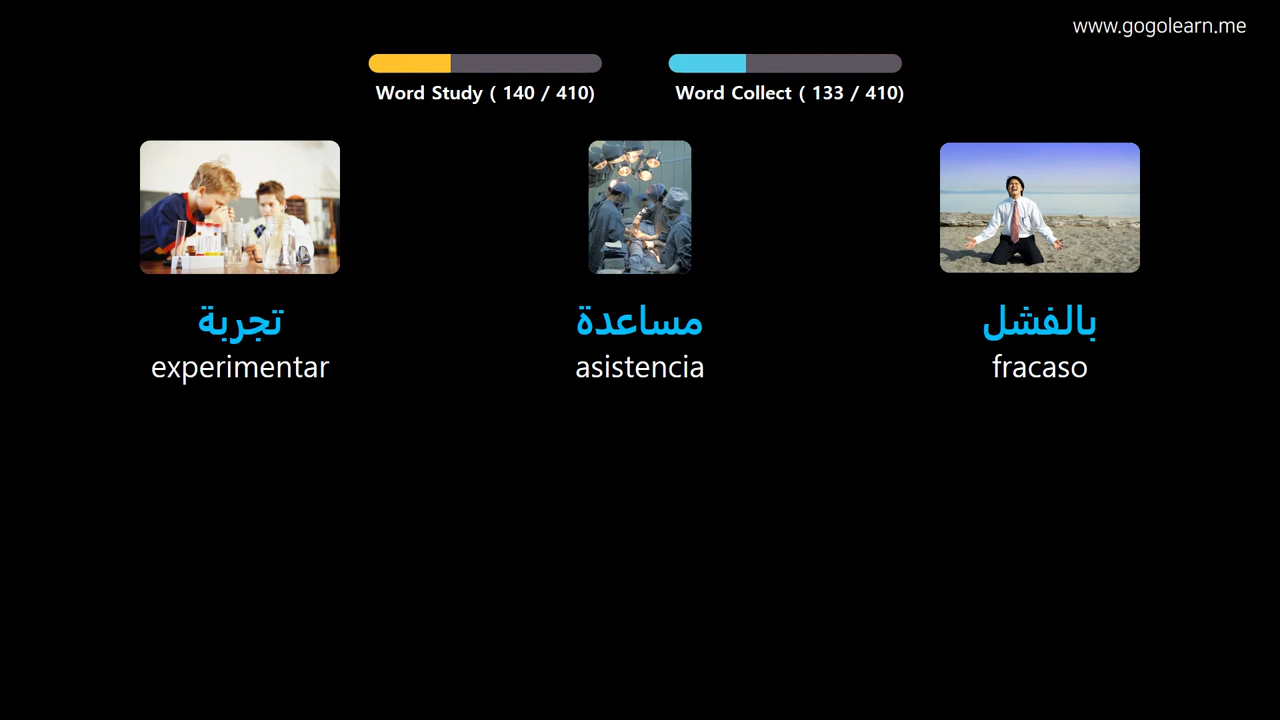 www.gogolearn.me
Word Study ( 140 / 410)
Word Collect ( 133 / 410)
تجربة
experimentar
مساعدة
asistencia
بالفشل
fracaso